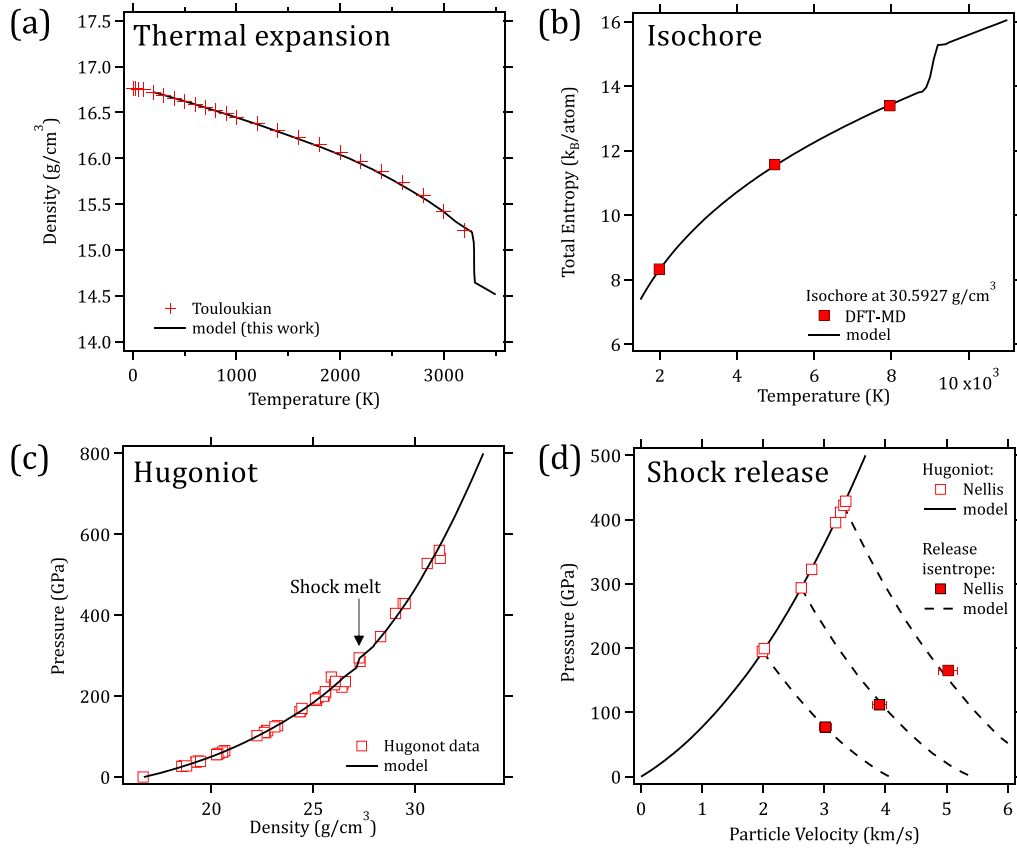 (a)
Thermal expansion
17.5
17.0
16.5
16.0
15.5
15.0
14.5
14.0
Density (g/cm³)
Touloukian
model (this work)
0
1000
2000
3000
Temperature (K)
(b)
Isochore
16
14
12
10
8
6
Total Entropy (k_B/atom)
Isochore at 30.5927 g/cm³
DFT-MD
model
2
4
6
8
10 x10³
Temperature (K)
(c)
Hugoniot
800
600
400
200
0
Pressure (GPa)
Shock melt
Hugonot data
model
20
25
30
Density (g/cm³)
(d)
Shock release
500
400
300
200
100
0
Pressure (GPa)
Hugoniot:
Nellis
model
Release
isentrope:
Nellis
model
0
1
2
3
4
5
6
Particle Velocity (km/s)